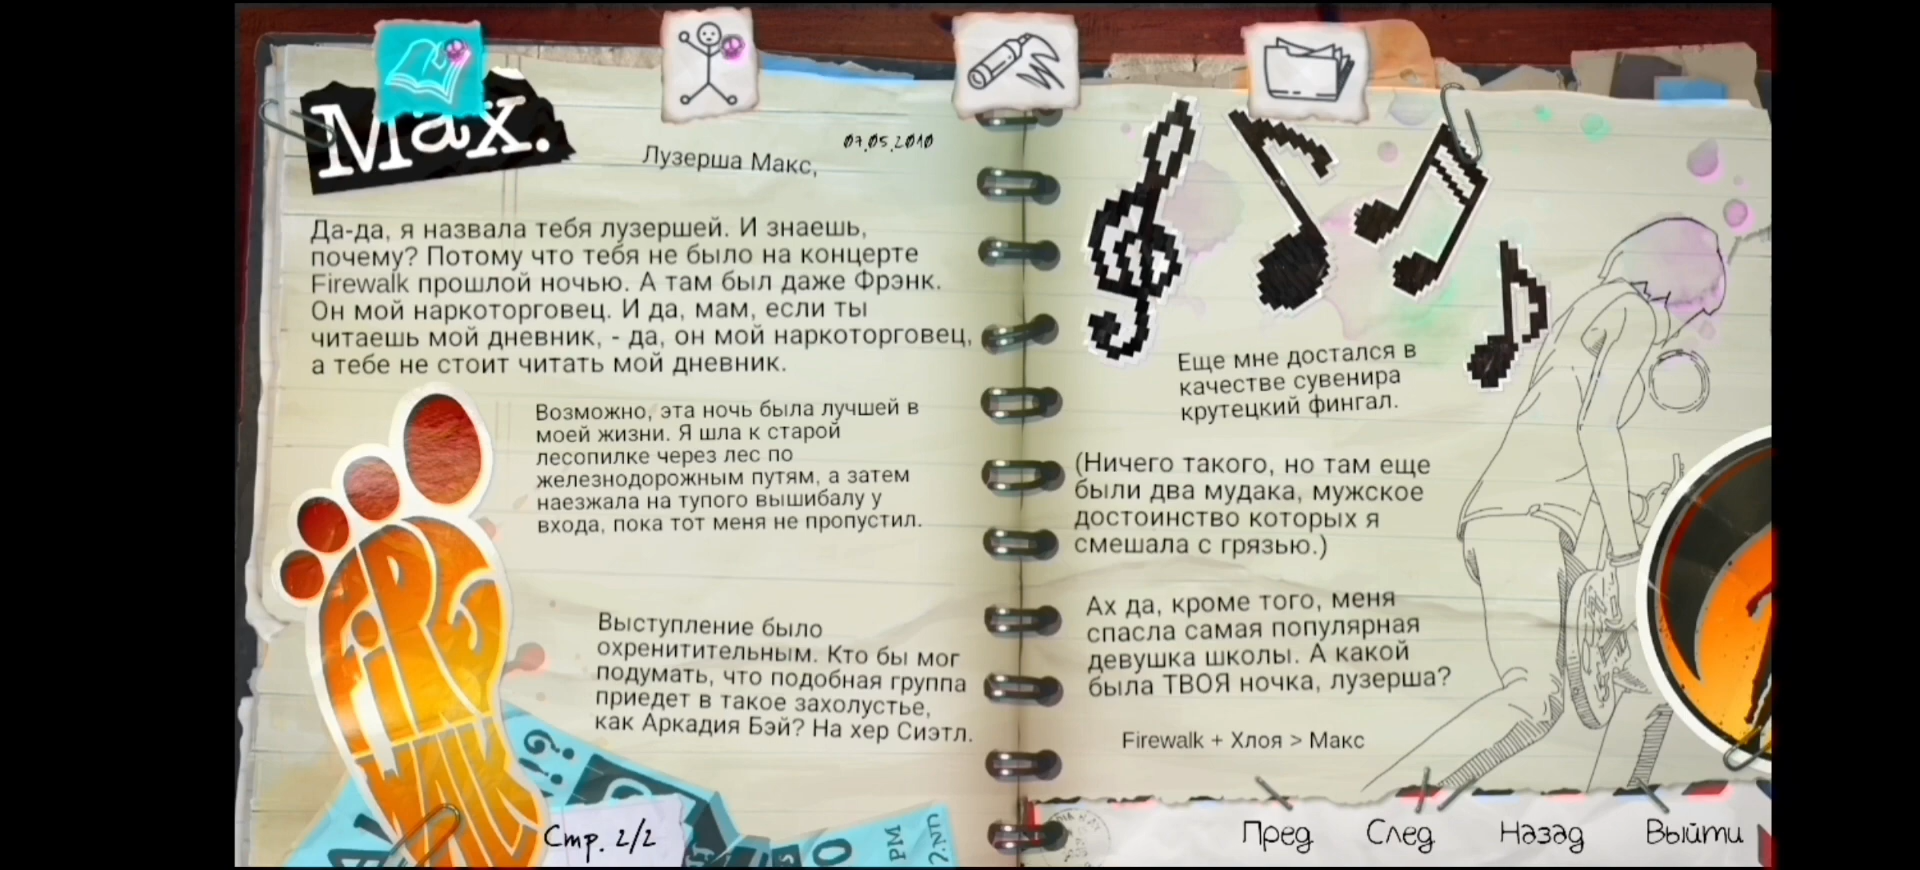 Max.
07.05.2010
Лузерша Макс,
Да-да, я назвала тебя лузершей. И знаешь,
почему? Потому что тебя не было на концерте
Firewalk прошлой ночью. А там был даже Фрэнк.
Он мой наркоторговец. И да, мам, если ты
читаешь мой дневник, - да, он мой наркоторговец,
а тебе не стоит читать мой дневник.
Возможно, эта ночь была лучшей в
моей жизни. Я шла к старой
лесопилке через лес по
железнодорожным путям, а затем
наезжала на тупого вышибалу у
входа, пока тот меня не пропустил.
FIRE
WALK
Выступление было
охренитительным. Кто бы мог
подумать, что подобная группа
приедет в такое захолустье,
как Аркадия Бэй? На хер Сиэтл.
Стр. 2/2
PM
Еще мне достался в
качестве сувенира
крутецкий фингал.
(Ничего такого, но там еще
были два мудака, мужское
достоинство которых я
смешала с грязью.)
Ах да, кроме того, меня
спасла самая популярная
девушка школы. А какой
была ТВОЯ ночка, лузерша?
Firewalk + Хлоя > Макс
Пред След Назад Выйти